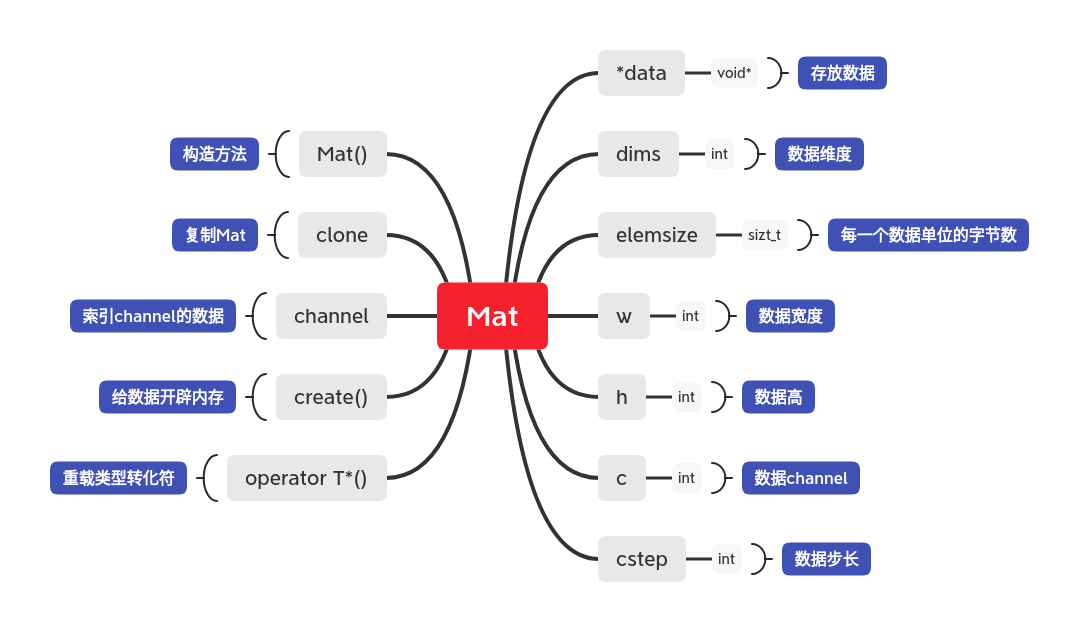 Mat
*data void* 存放数据
dims int 数据维度
elemsize sizt_t 每一个数据单位的字节数
w int 数据宽度
h int 数据高
c int 数据channel
cstep int 数据步长
构造方法 Mat()
复制Mat clone
索引channel的数据 channel
给数据开辟内存 create()
重载类型转化符 operator T*()